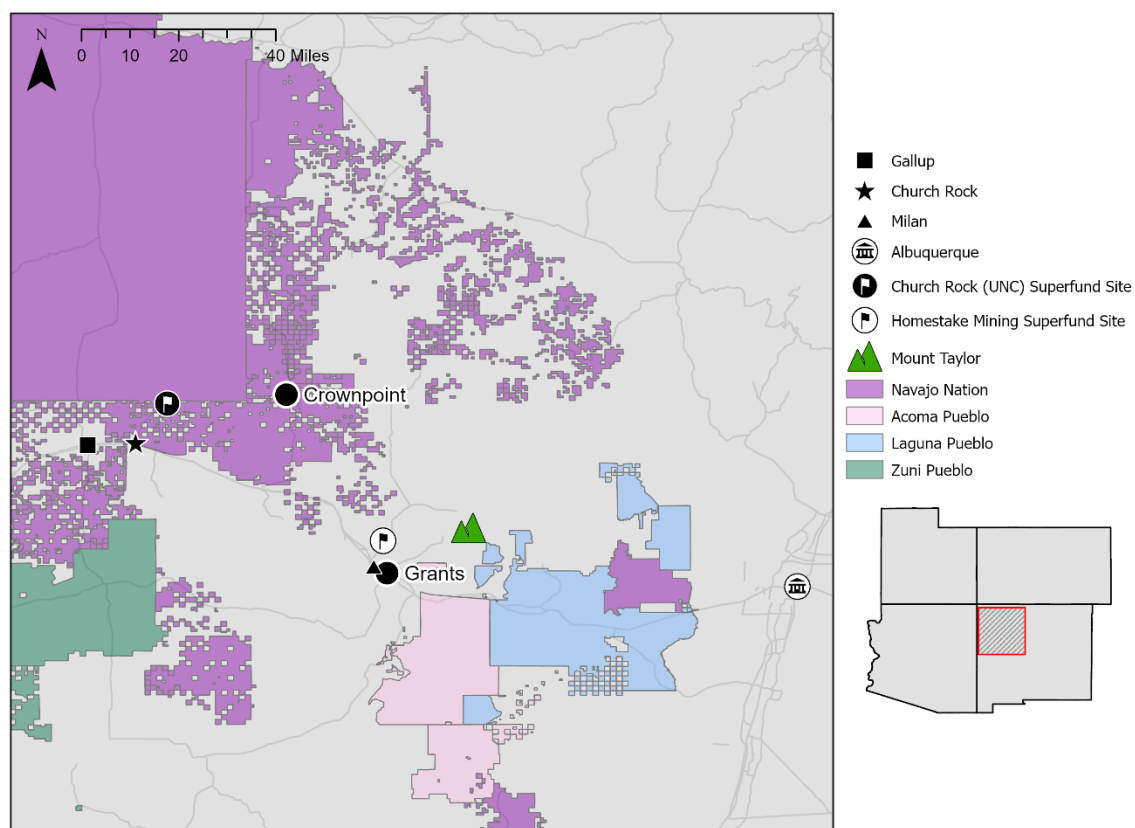 N
0 10 20 40 Miles
Crownpoint
Grants
Gallup
Church Rock
Milan
Albuquerque
Church Rock (UNC) Superfund Site
Homestake Mining Superfund Site
Mount Taylor
Navajo Nation
Acoma Pueblo
Laguna Pueblo
Zuni Pueblo